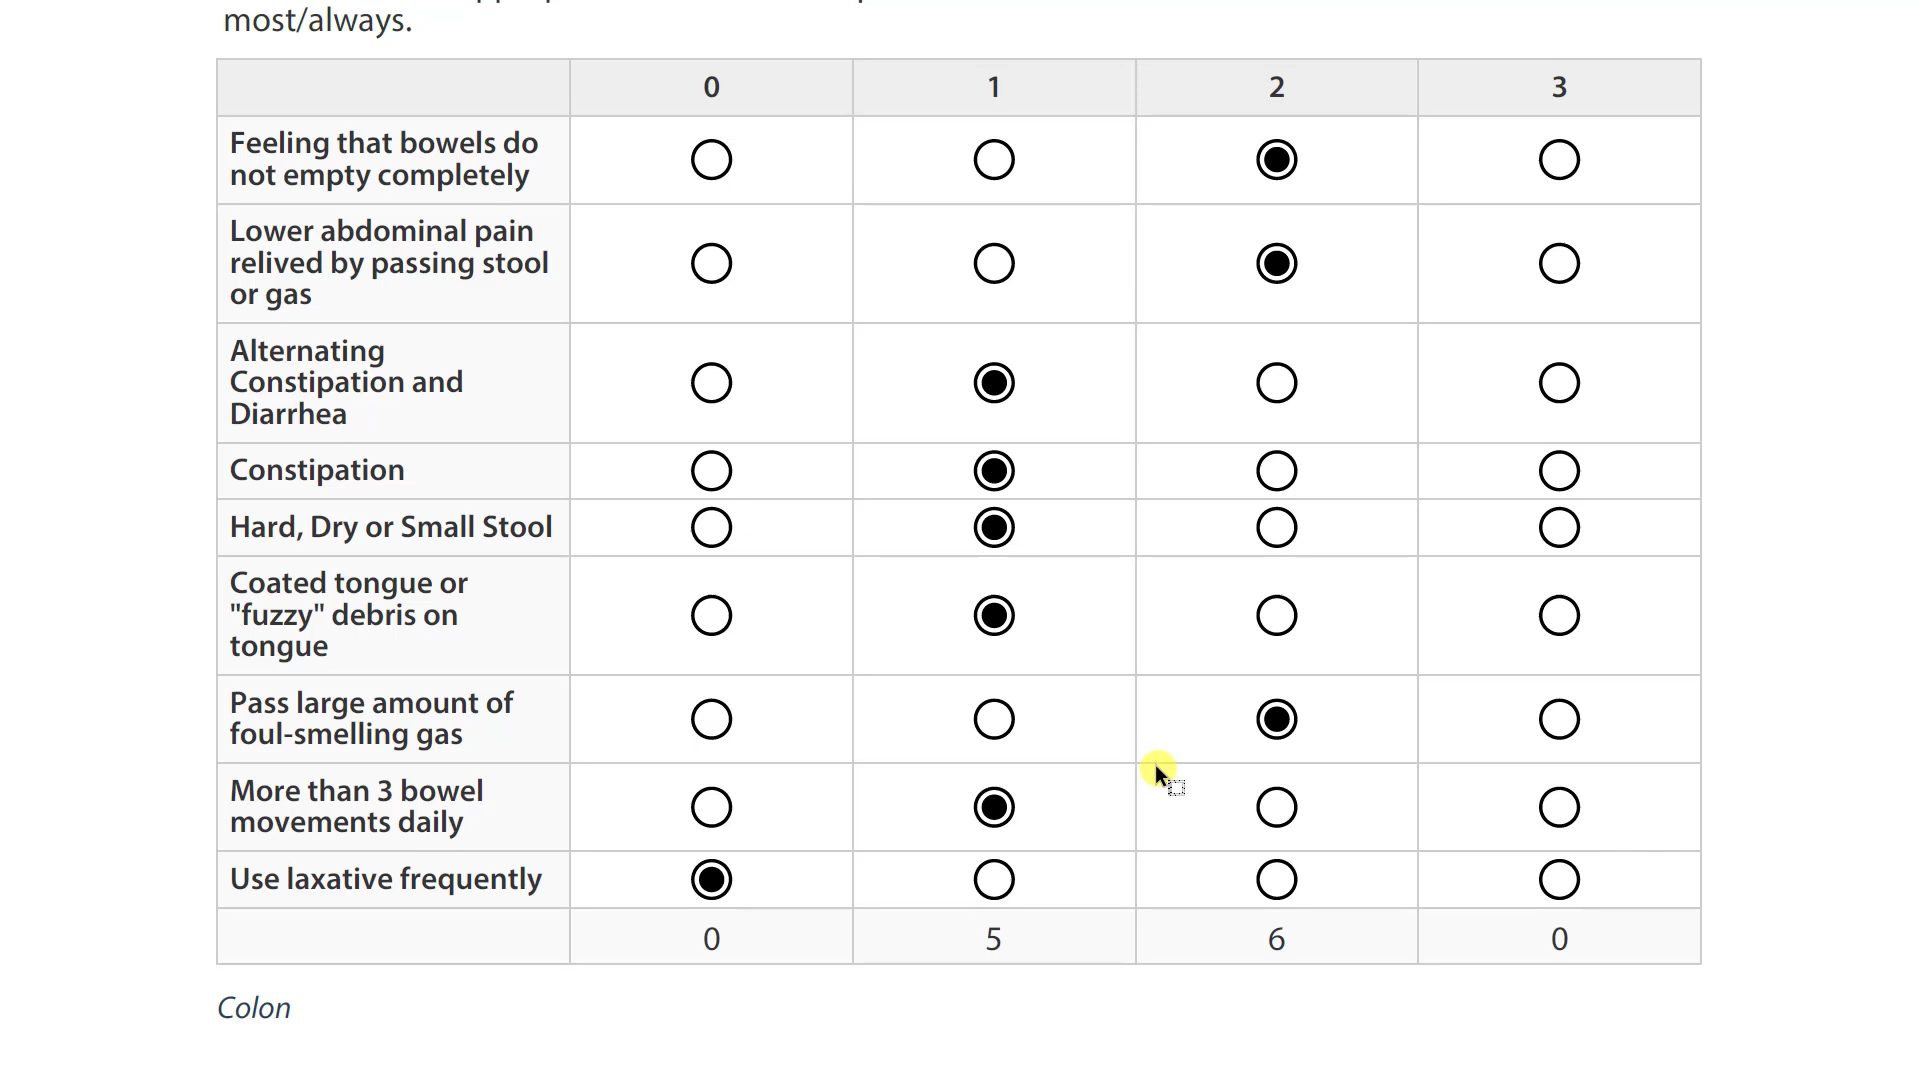 most/always.
0 1 2 3
Feeling that bowels do
not empty completely
Lower abdominal pain
relived by passing stool
or gas
Alternating
Constipation and
Diarrhea
Constipation
Hard, Dry or Small Stool
Coated tongue or
"fuzzy" debris on
tongue
Pass large amount of
foul-smelling gas
More than 3 bowel
movements daily
Use laxative frequently
0 5 6 0
Colon